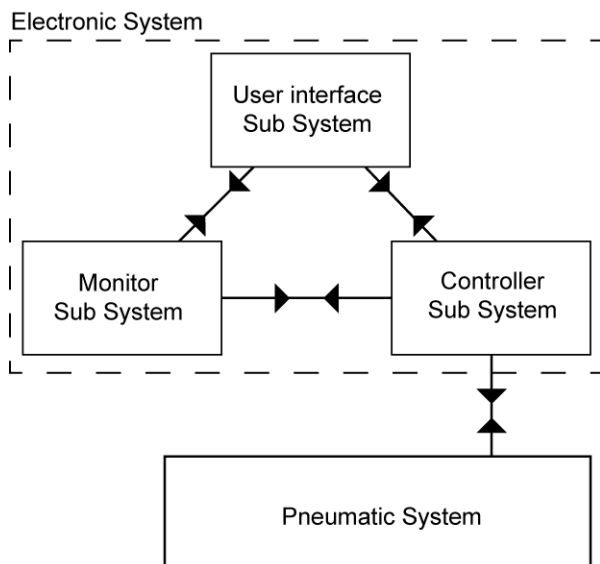 Electronic System
User interface
Sub System
Monitor
Sub System
Controller
Sub System
Pneumatic System